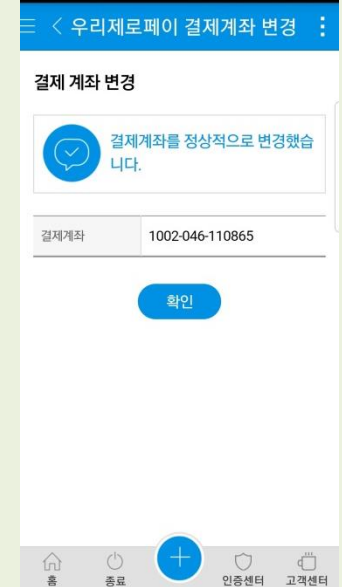 우리제로페이 결제계좌 변경
결제 계좌 변경
결제계좌를 정상적으로 변경했습
니다.
결제계좌 1002-046-110865
확인
홈 종료 인증센터 고객센터